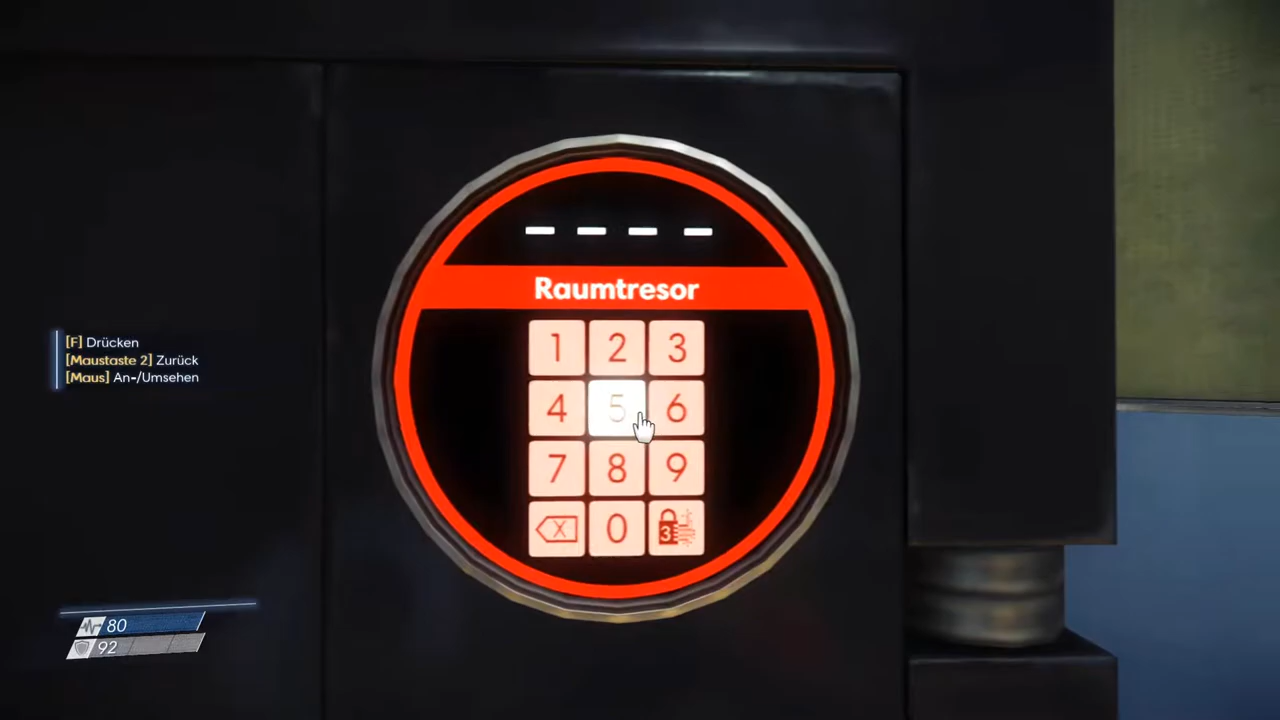 Raumtresor
1 2 3
4 5 6
7 8 9
X 0 3
[F] Drücken
[Maustaste 2] Zurück
[Maus] An-/Umsehen
80
92